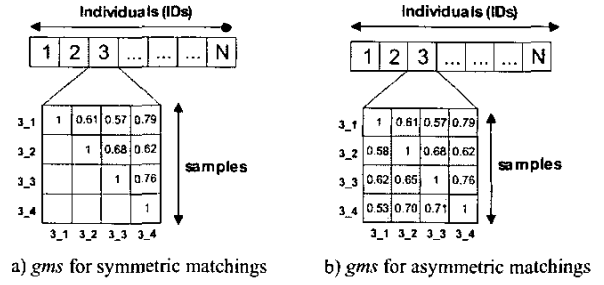 Individuals (IDs)
1 2 3 ... ... ... N
3_1 1 0.61 0.57 0.79
3_2 1 0.68 0.62
3_3 1 0.76
3_4 1
3_1 3_2 3_3 3_4
samples
a) gms for symmetric matchings
Individuals (IDs)
1 2 3 ... ... ... N
3_1 1 0.61 0.57 0.79
3_2 0.58 1 0.68 0.62
3_3 0.62 0.65 1 0.76
3_4 0.53 0.70 0.71 1
3_1 3_2 3_3 3_4
samples
b) gms for asymmetric matchings